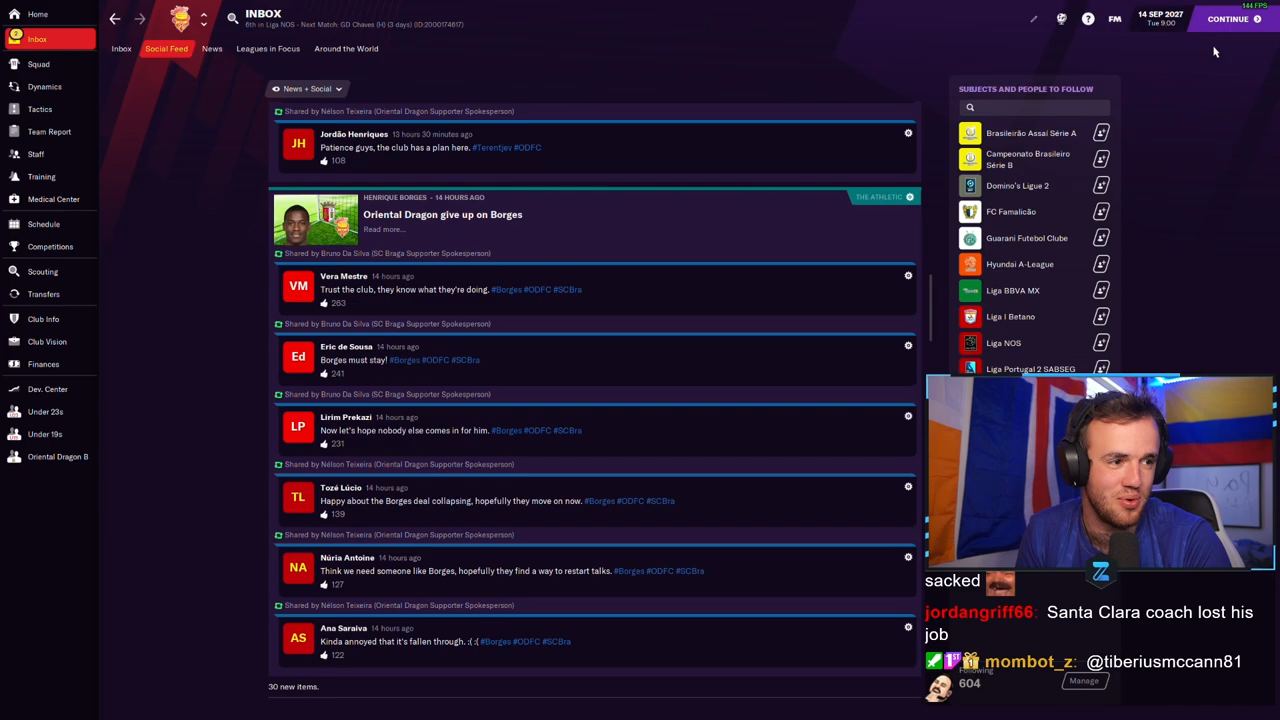 Home
Inbox
2
Squad
Dynamics
Tactics
Team Report
Staff
Training
Medical Center
Schedule
Competitions
Scouting
Transfers
Club Info
Club Vision
Finances
Dev. Center
Under 23s
Under 19s
Oriental Dragon B
INBOX
6th in Liga NOS - Next Match: GD Chaves (H) (3 days) (ID:2000174617)
FM
14 SEP 2027
Tue 9:00
144 FPS
CONTINUE
Inbox
Social Feed
News
Leagues in Focus
Around the World
News + Social
Shared by Nélson Teixeira (Oriental Dragon Supporter Spokesperson)
JH
Jordão Henriques 13 hours 30 minutes ago
Patience guys, the club has a plan here. #Terentjev #ODFC
108
HENRIQUE BORGES - 14 HOURS AGO
THE ATHLETIC
Oriental Dragon give up on Borges
Read more...
Shared by Bruno Da Silva (SC Braga Supporter Spokesperson)
VM
Vera Mestre 14 hours ago
Trust the club, they know what they're doing. #Borges #ODFC #SCBra
263
Shared by Bruno Da Silva (SC Braga Supporter Spokesperson)
Ed
Eric de Sousa 14 hours ago
Borges must stay! #Borges #ODFC #SCBra
241
Shared by Bruno Da Silva (SC Braga Supporter Spokesperson)
LP
Lirim Prekazi 14 hours ago
Now let's hope nobody else comes in for him. #Borges #ODFC #SCBra
231
Shared by Nélson Teixeira (Oriental Dragon Supporter Spokesperson)
TL
Tozé Lúcio 14 hours ago
Happy about the Borges deal collapsing, hopefully they move on now. #Borges #ODFC #SCBra
139
Shared by Nélson Teixeira (Oriental Dragon Supporter Spokesperson)
NA
Núria Antoine 14 hours ago
Think we need someone like Borges, hopefully they find a way to restart talks. #Borges #ODFC #SCBra
127
Shared by Nélson Teixeira (Oriental Dragon Supporter Spokesperson)
AS
Ana Saraiva 14 hours ago
Kinda annoyed that it's fallen through. :( :( #Borges #ODFC #SCBra
122
30 new items.
SUBJECTS AND PEOPLE TO FOLLOW
Brasileirão Assaí Série A
Campeonato Brasileiro
Série B
Domino's Ligue 2
FC Famalicão
Guarani Futebol Clube
Hyundai A-League
Liga BBVA MX
Liga I Betano
Liga NOS
Liga Portugal 2 SABSEG
sacked
jordangriff66: Santa Clara coach lost his
job
1ST
mombot_z: @tiberiusmccann81
Following
604
Manage